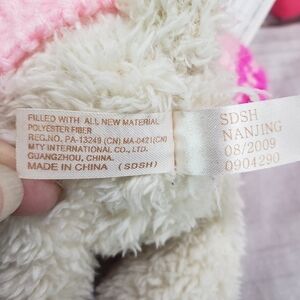 FILLED WITH ALL NEW MATERIAL
POLYESTER FIBER
REG.NO. PA-13249 (CN) MA-0421(CN)
MTY INTERNATIONAL CO., LTD.
GUANGZHOU, CHINA.
MADE IN CHINA (SDSH)
SDSH
NANJING
08/2009
0904290